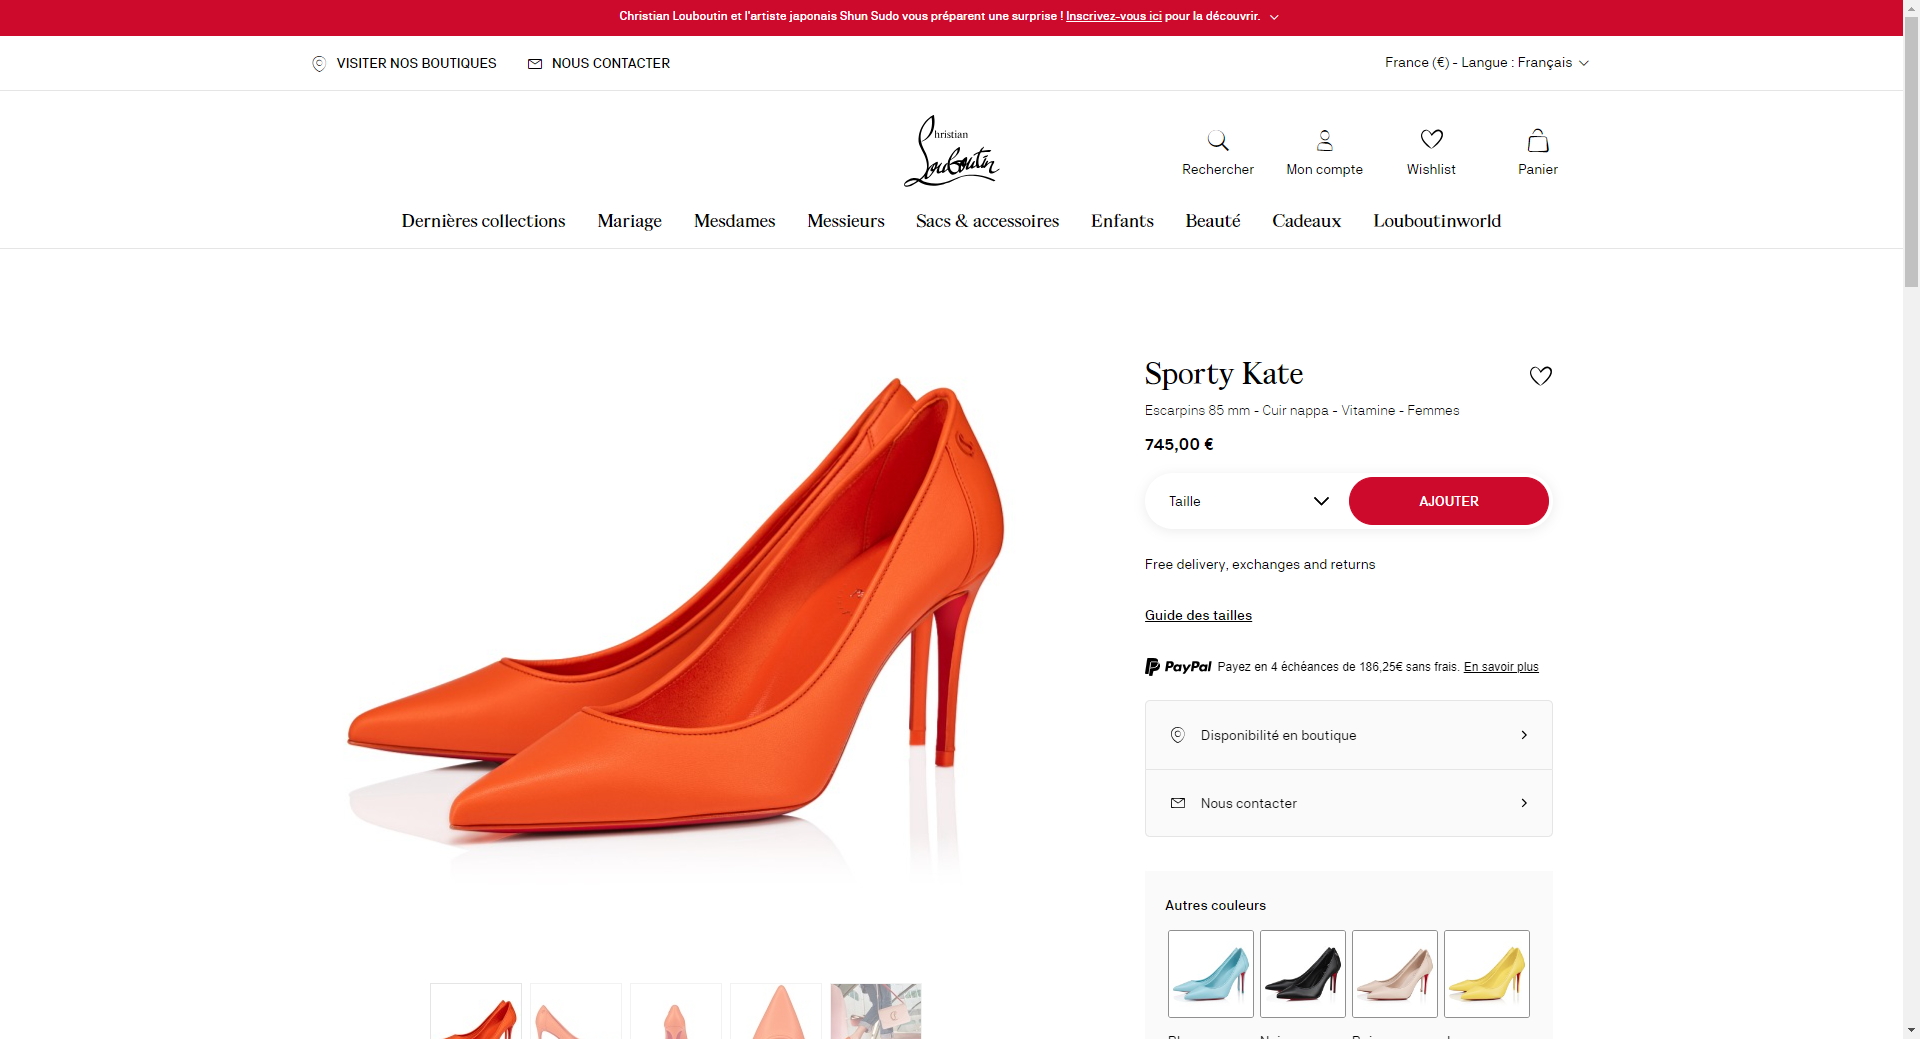 Christian Louboutin et l'artiste japonais Shun Sudo vous préparent une surprise ! Inscrivez-vous ici pour la découvrir.
VISITER NOS BOUTIQUES
NOUS CONTACTER
France (€) - Langue : Français
Christian
Louboutin
Rechercher
Mon compte
Wishlist
Panier
Dernières collections
Mariage
Mesdames
Messieurs
Sacs & accessoires
Enfants
Beauté
Cadeaux
Louboutinworld
Sporty Kate
Escarpins 85 mm - Cuir nappa - Vitamine - Femmes
745,00 €
Taille
AJOUTER
Free delivery, exchanges and returns
Guide des tailles
PayPal Payez en 4 échéances de 186,25€ sans frais. En savoir plus
Disponibilité en boutique
Nous contacter
Autres couleurs